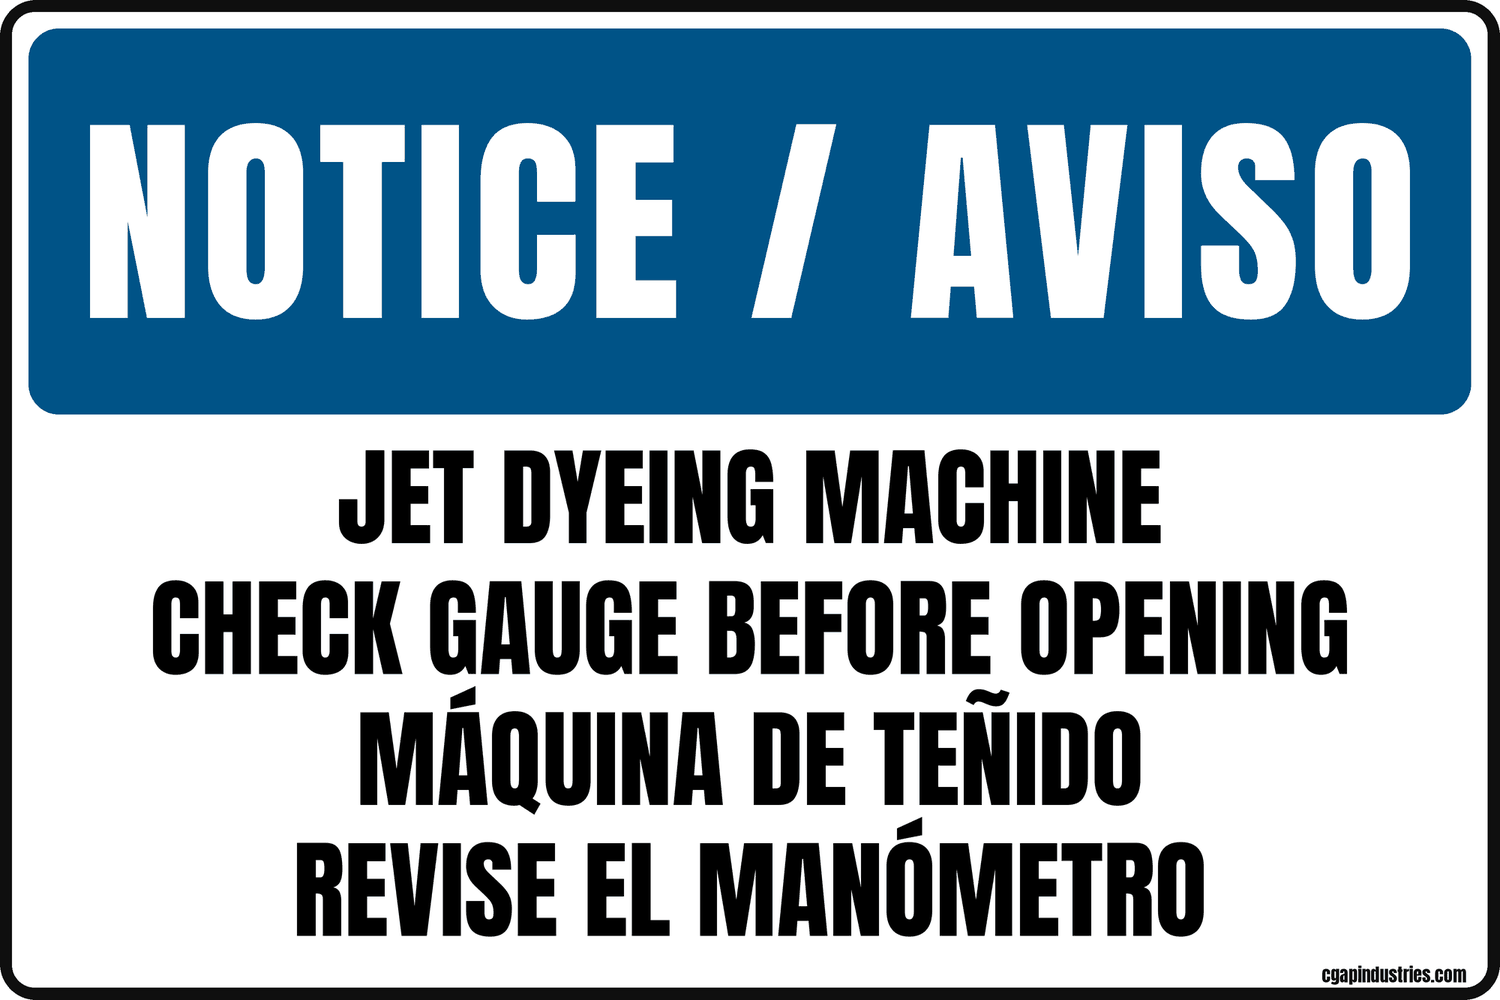 NOTICE / AVISO
JET DYEING MACHINE
CHECK GAUGE BEFORE OPENING
MÁQUINA DE TEÑIDO
REVISE EL MANÓMETRO
cgapindustries.com